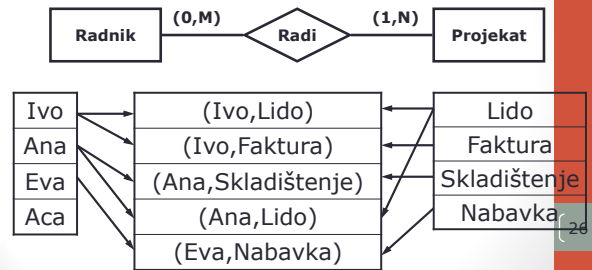 (0,M) (1,N)
Radnik Radi Projekat
Ivo (Ivo,Lido) Lido
Ana (Ivo,Faktura) Faktura
Eva (Ana,Skladištenje) Skladištenje
Aca (Ana,Lido) Nabavka
(Eva,Nabavka)
26